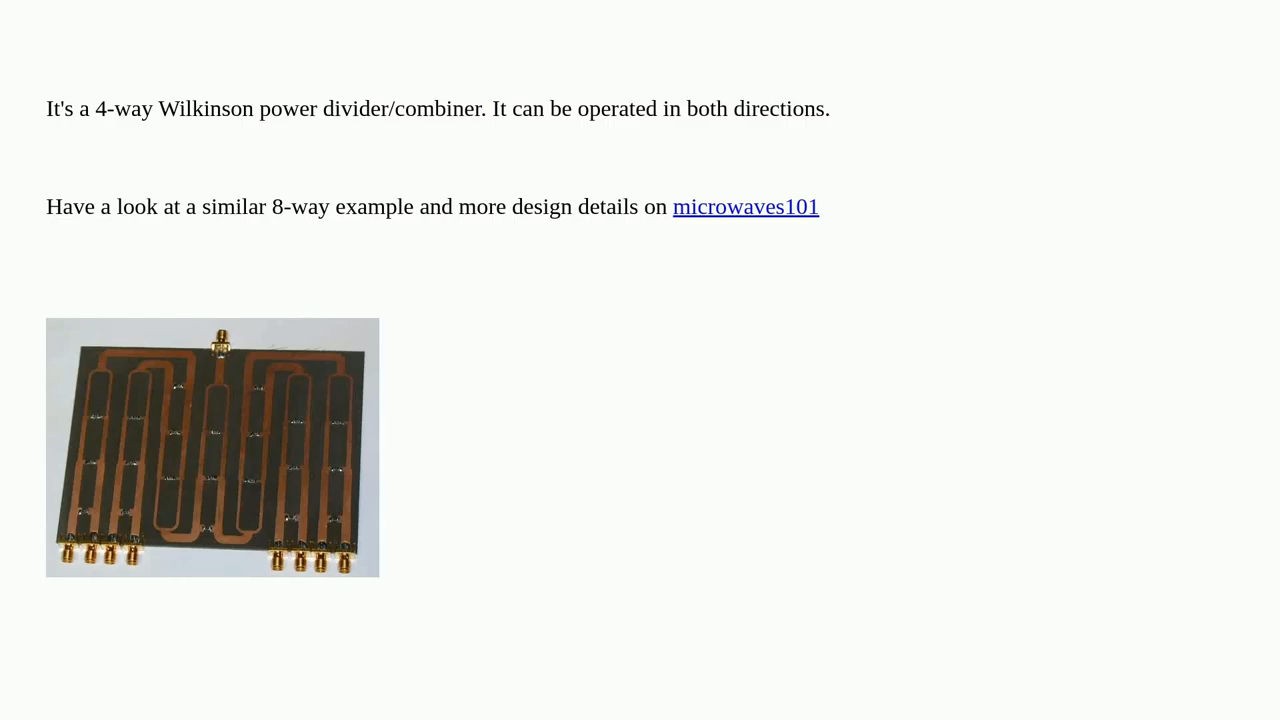 It's a 4-way Wilkinson power divider/combiner. It can be operated in both directions.
Have a look at a similar 8-way example and more design details on microwaves101